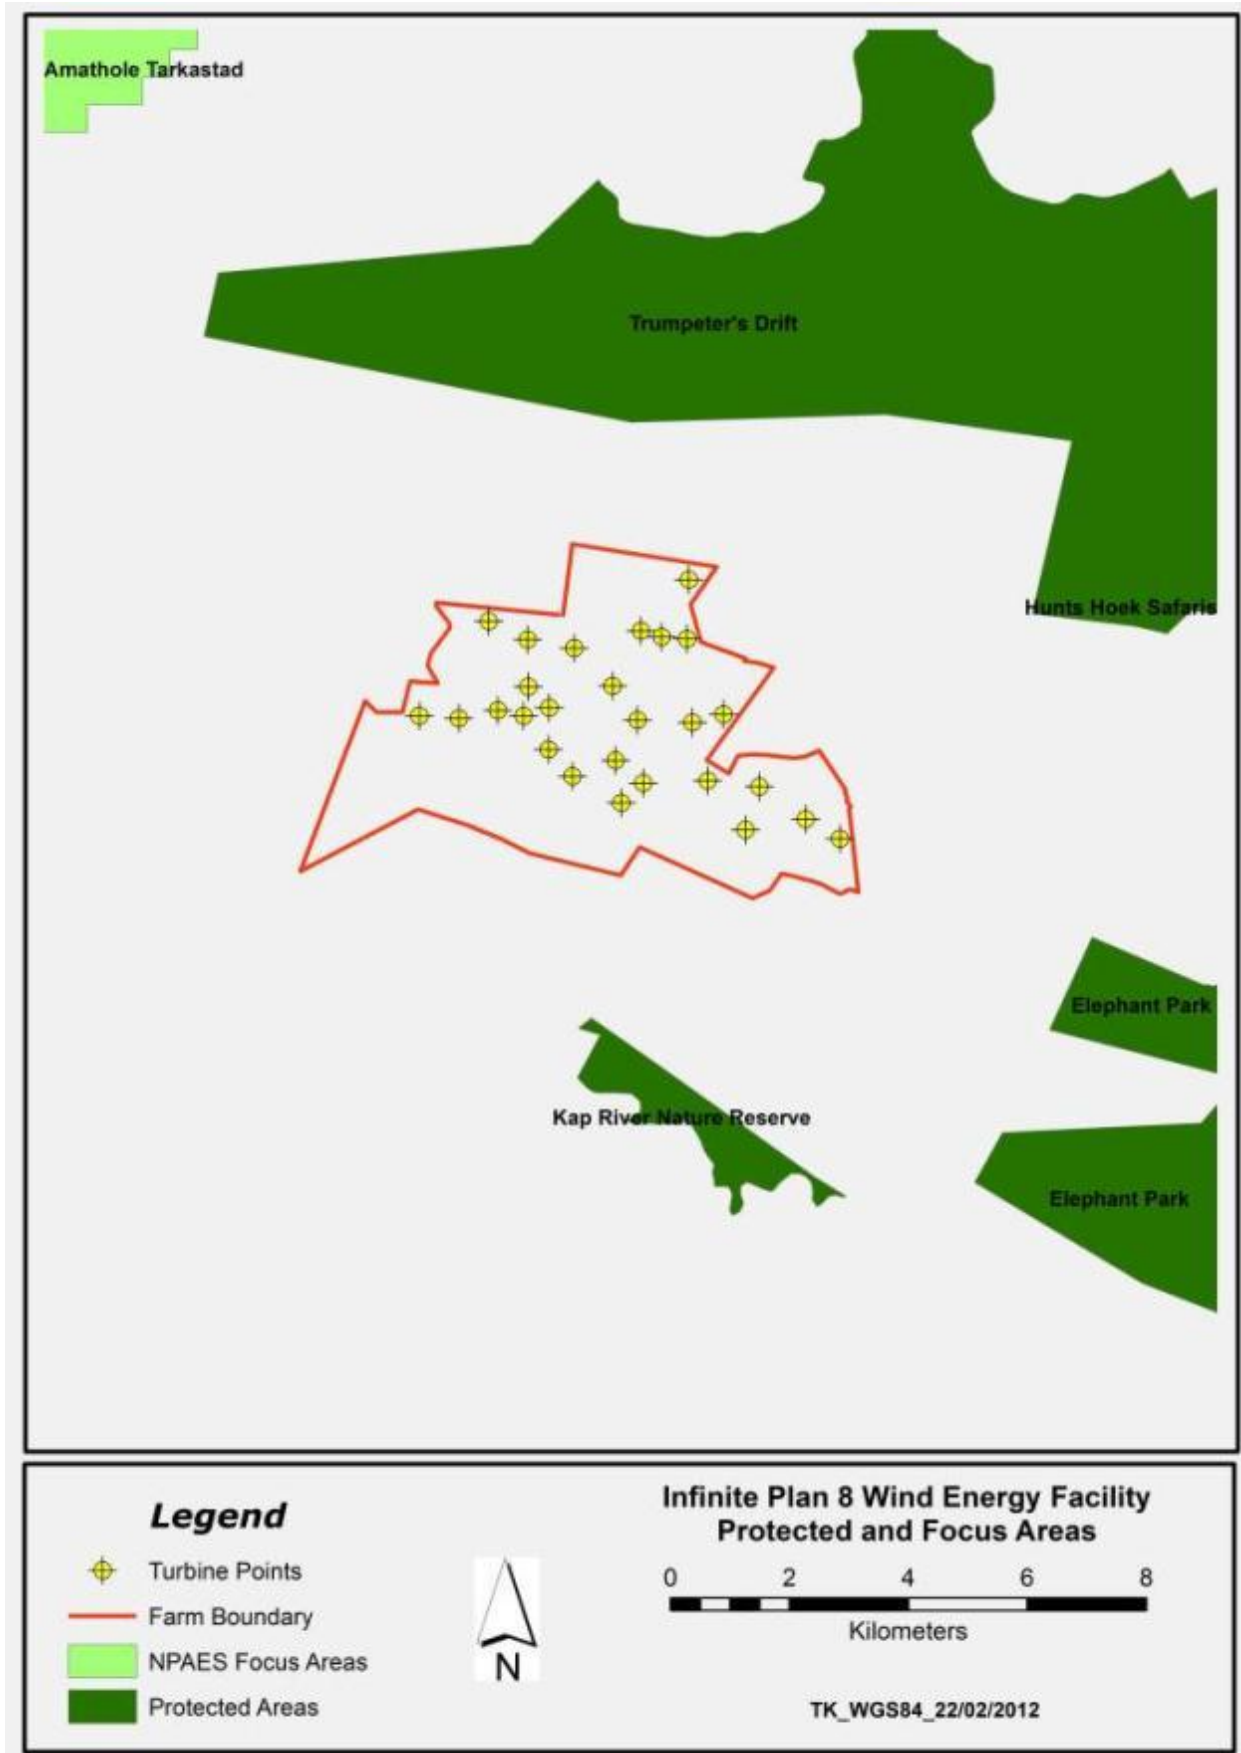 Amathole Tarkastad
Trumpeter's Drift
Hunts Hoek Safaris
Elephant Park
Kap River Nature Reserve
Elephant Park
Legend
Turbine Points
Farm Boundary
NPAES Focus Areas
Protected Areas
N
Infinite Plan 8 Wind Energy Facility
Protected and Focus Areas
0 2 4 6 8
Kilometers
TK_WGS84_22/02/2012